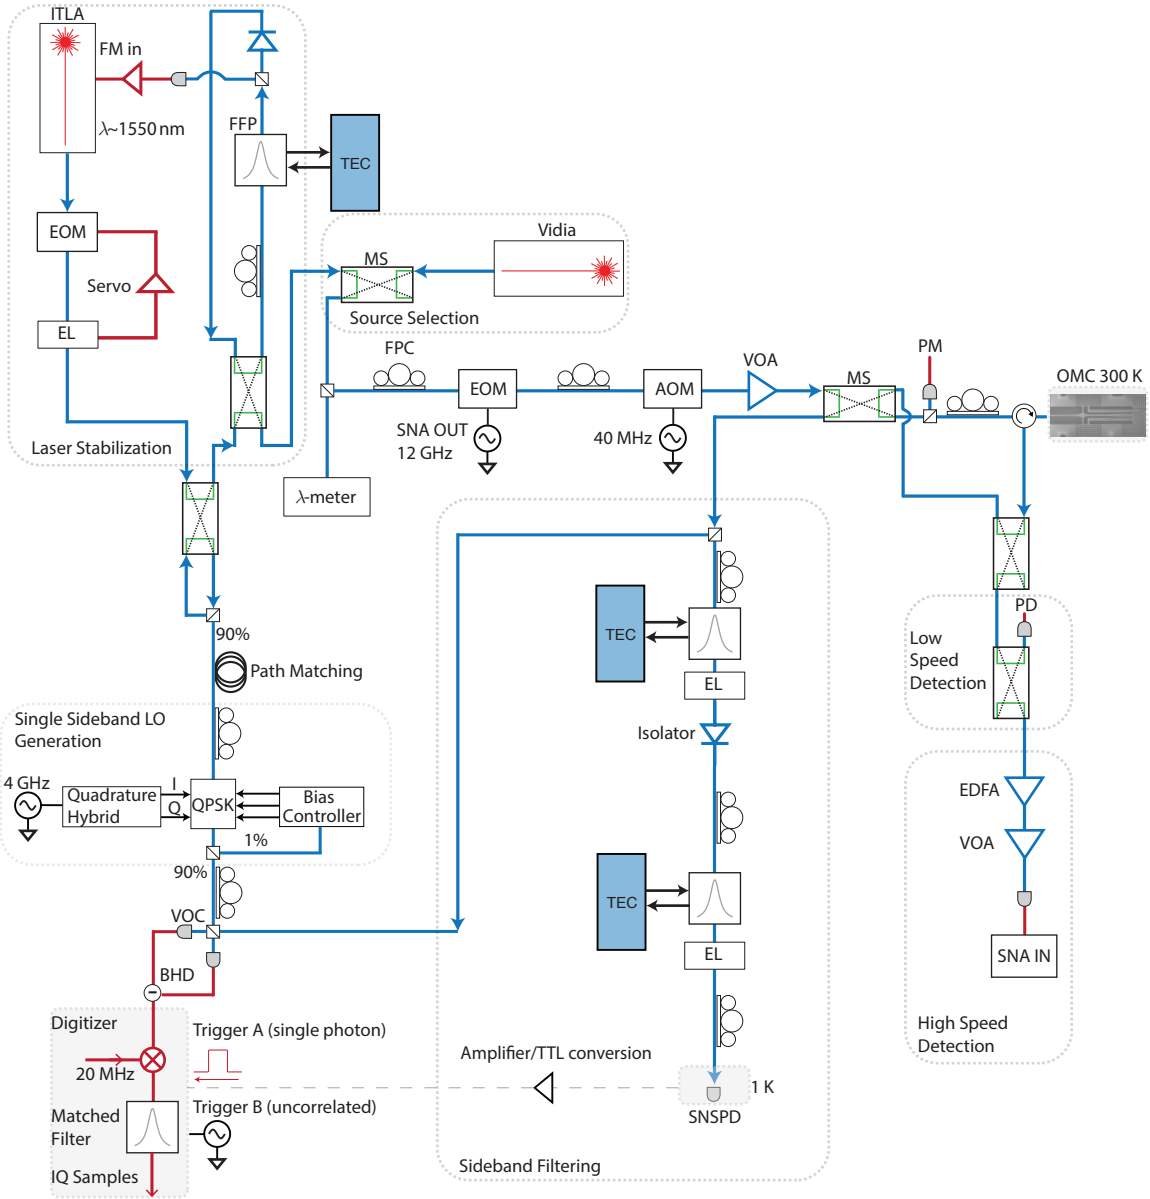 ITLA
FM in
λ~1550 nm
FFP
TEC
EOM
Servo
EL
Laser Stabilization
Vidia
MS
Source Selection
FPC
EOM
AOM
VOA
MS
PM
OMC 300 K
SNA OUT
12 GHz
40 MHz
λ-meter
90%
Path Matching
TEC
EL
Isolator
PD
Low
Speed
Detection
Single Sideband LO
Generation
4 GHz
Quadrature
Hybrid
I
Q
QPSK
Bias
Controller
1%
90%
EDFA
VOA
SNA IN
High Speed
Detection
TEC
EL
VOC
BHD
Digitizer
20 MHz
Matched
Filter
IQ Samples
Trigger A (single photon)
Trigger B (uncorrelated)
Amplifier/TTL conversion
1 K
SNSPD
Sideband Filtering